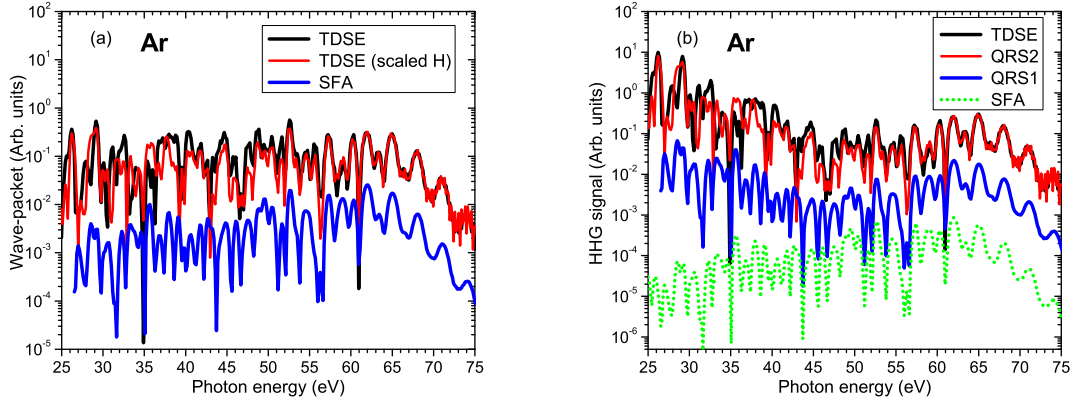 (a) Ar
TDSE
TDSE (scaled H)
SFA
Wave-packet (Arb. units)
10²
10¹
10⁰
10⁻¹
10⁻²
10⁻³
10⁻⁴
10⁻⁵
25 30 35 40 45 50 55 60 65 70 75
Photon energy (eV)
(b) Ar
TDSE
QRS2
QRS1
SFA
HHG signal (Arb. units)
10²
10¹
10⁰
10⁻¹
10⁻²
10⁻³
10⁻⁴
10⁻⁵
10⁻⁶
25 30 35 40 45 50 55 60 65 70 75
Photon energy (eV)